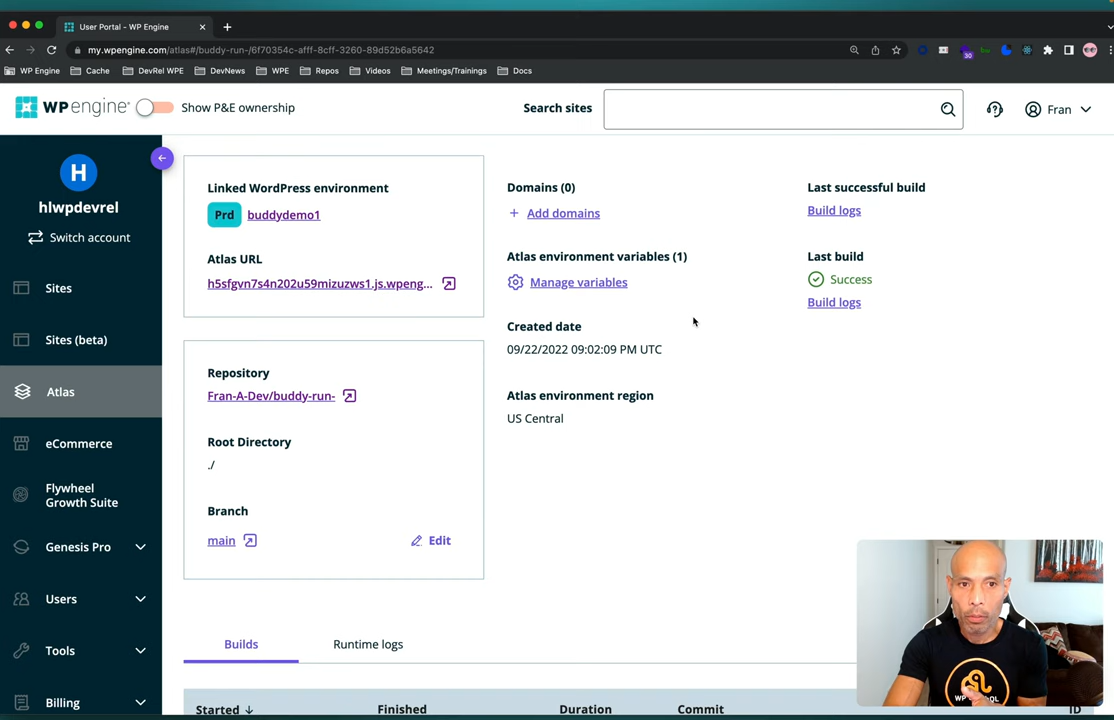 User Portal - WP Engine
my.wpengine.com/atlas#/buddy-run-/6f70354c-afff-8cff-3260-89d52b6a5642
30
WP Engine
Cache
DevRel WPE
DevNews
WPE
Repos
Videos
Meetings/Trainings
Docs
WP engine
Show P&E ownership
Search sites
Fran
H
hlwpdevrel
Switch account
Sites
Sites (beta)
Atlas
eCommerce
Flywheel
Growth Suite
Genesis Pro
Users
Tools
Billing
Linked WordPress environment
Prd buddydemo1
Atlas URL
h5sfgvn7s4n202u59mizuzws1.js.wpeng...
Repository
Fran-A-Dev/buddy-run-
Root Directory
./
Branch
main
Edit
Domains (0)
+ Add domains
Atlas environment variables (1)
Manage variables
Created date
09/22/2022 09:02:09 PM UTC
Atlas environment region
US Central
Last successful build
Build logs
Last build
Success
Build logs
Builds
Runtime logs
Started ↓
Finished
Duration
Commit
ID